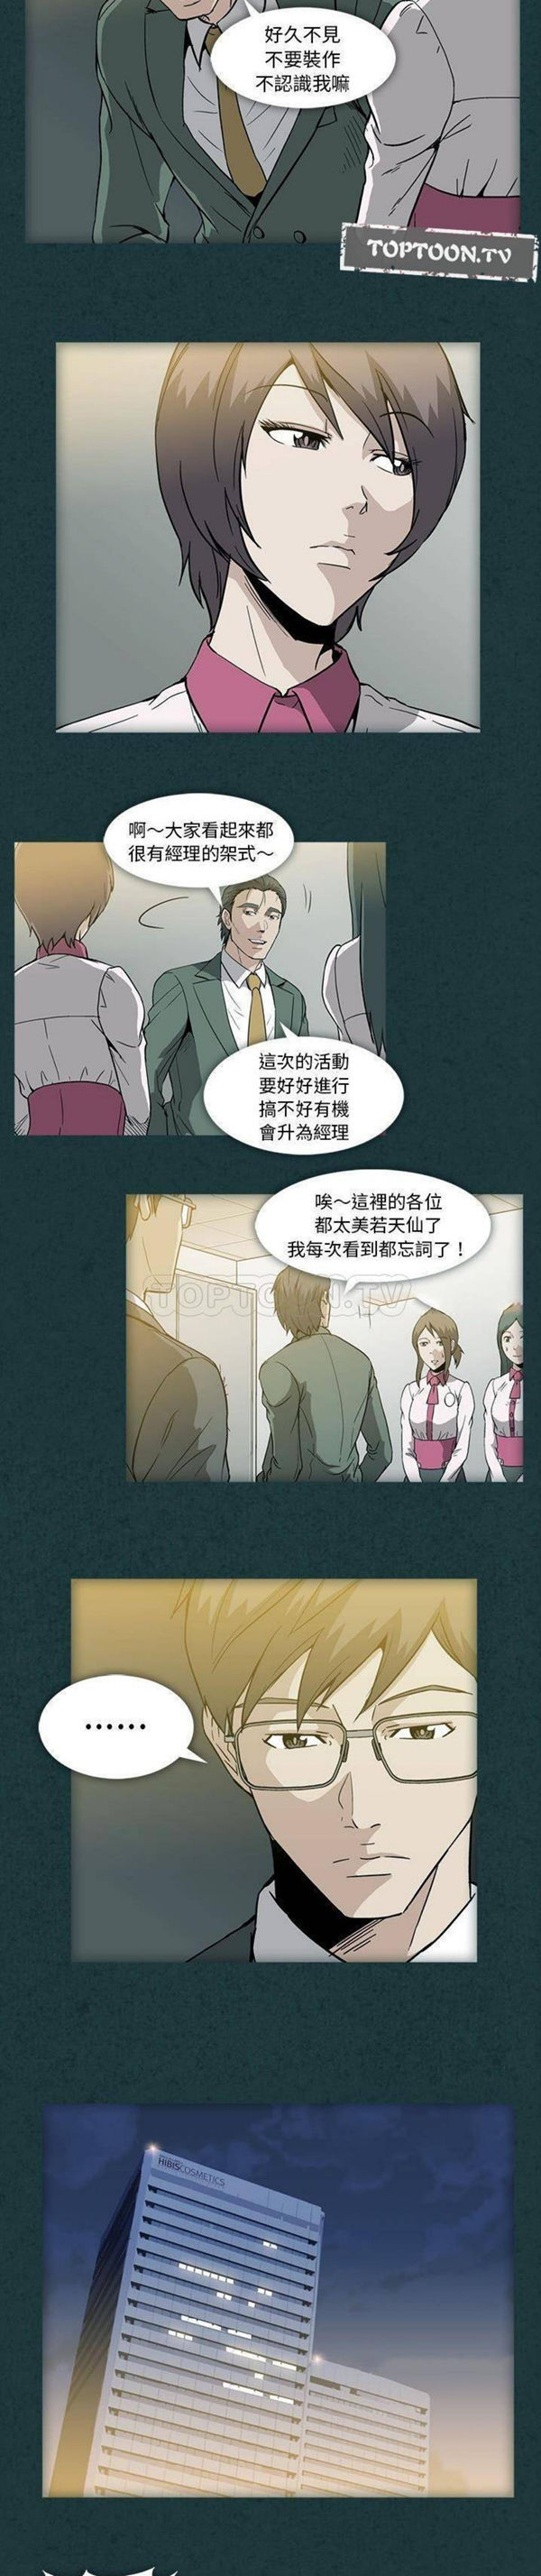 好久不見
不要裝作
不認識我嘛
TOPTOON.TV
啊～大家看起來都
很有經理的架式～
這次的活動
要好好進行
搞不好有機
會升為經理
唉～這裡的各位
都太美若天仙了
我每次看到都忘詞了！
TOPTOON.TV
······
HIBISCOSMETICS